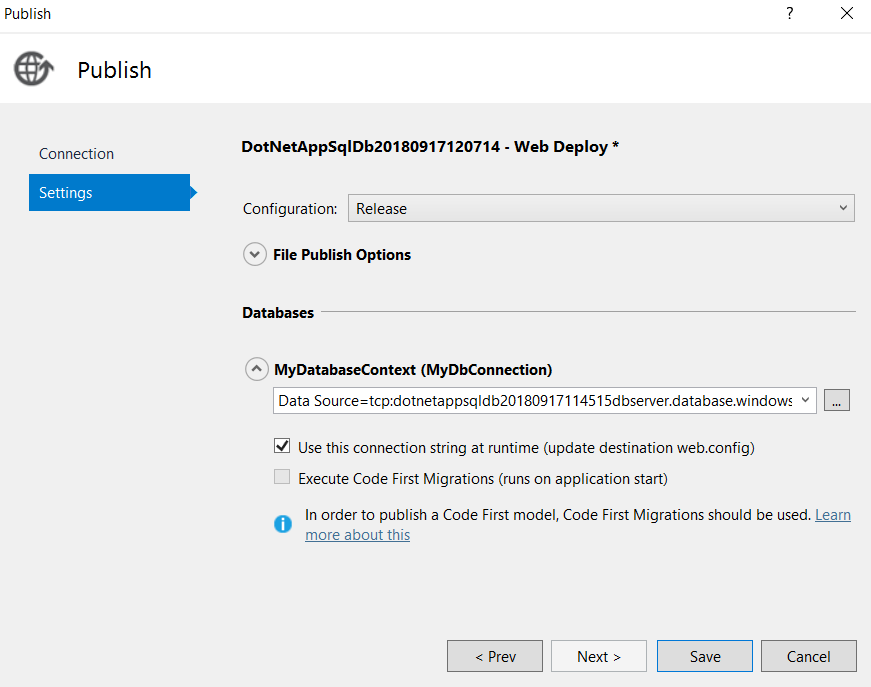 Publish ?
Publish
Connection
Settings
DotNetAppSqlDb20180917120714 - Web Deploy *
Configuration: Release
File Publish Options
Databases
MyDatabaseContext (MyDbConnection)
Data Source=tcp:dotnetappsqldb20180917114515dbserver.database.windows ...
Use this connection string at runtime (update destination web.config)
Execute Code First Migrations (runs on application start)
In order to publish a Code First model, Code First Migrations should be used. Learn
more about this
< Prev Next > Save Cancel